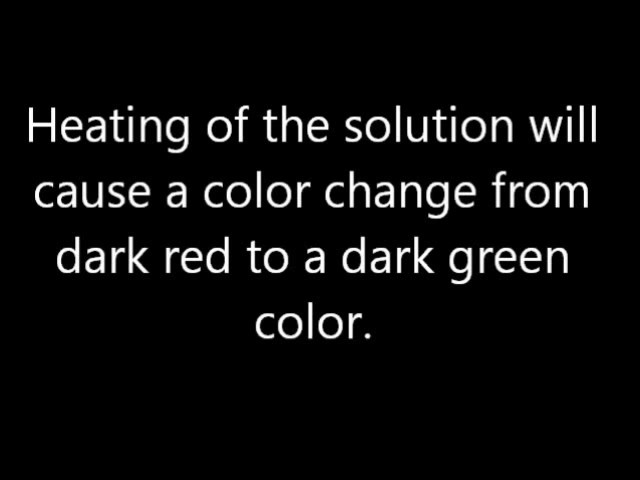 Heating of the solution will
cause a color change from
dark red to a dark green
color.